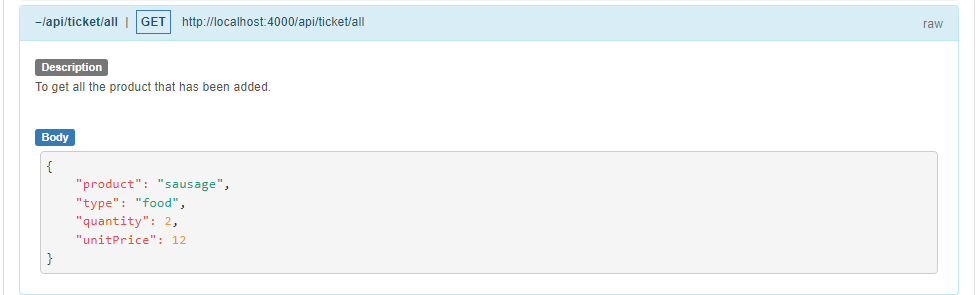 ~/api/ticket/all | GET http://localhost:4000/api/ticket/all raw
Description
To get all the product that has been added.
Body
{
    "product": "sausage",
    "type": "food",
    "quantity": 2,
    "unitPrice": 12
}